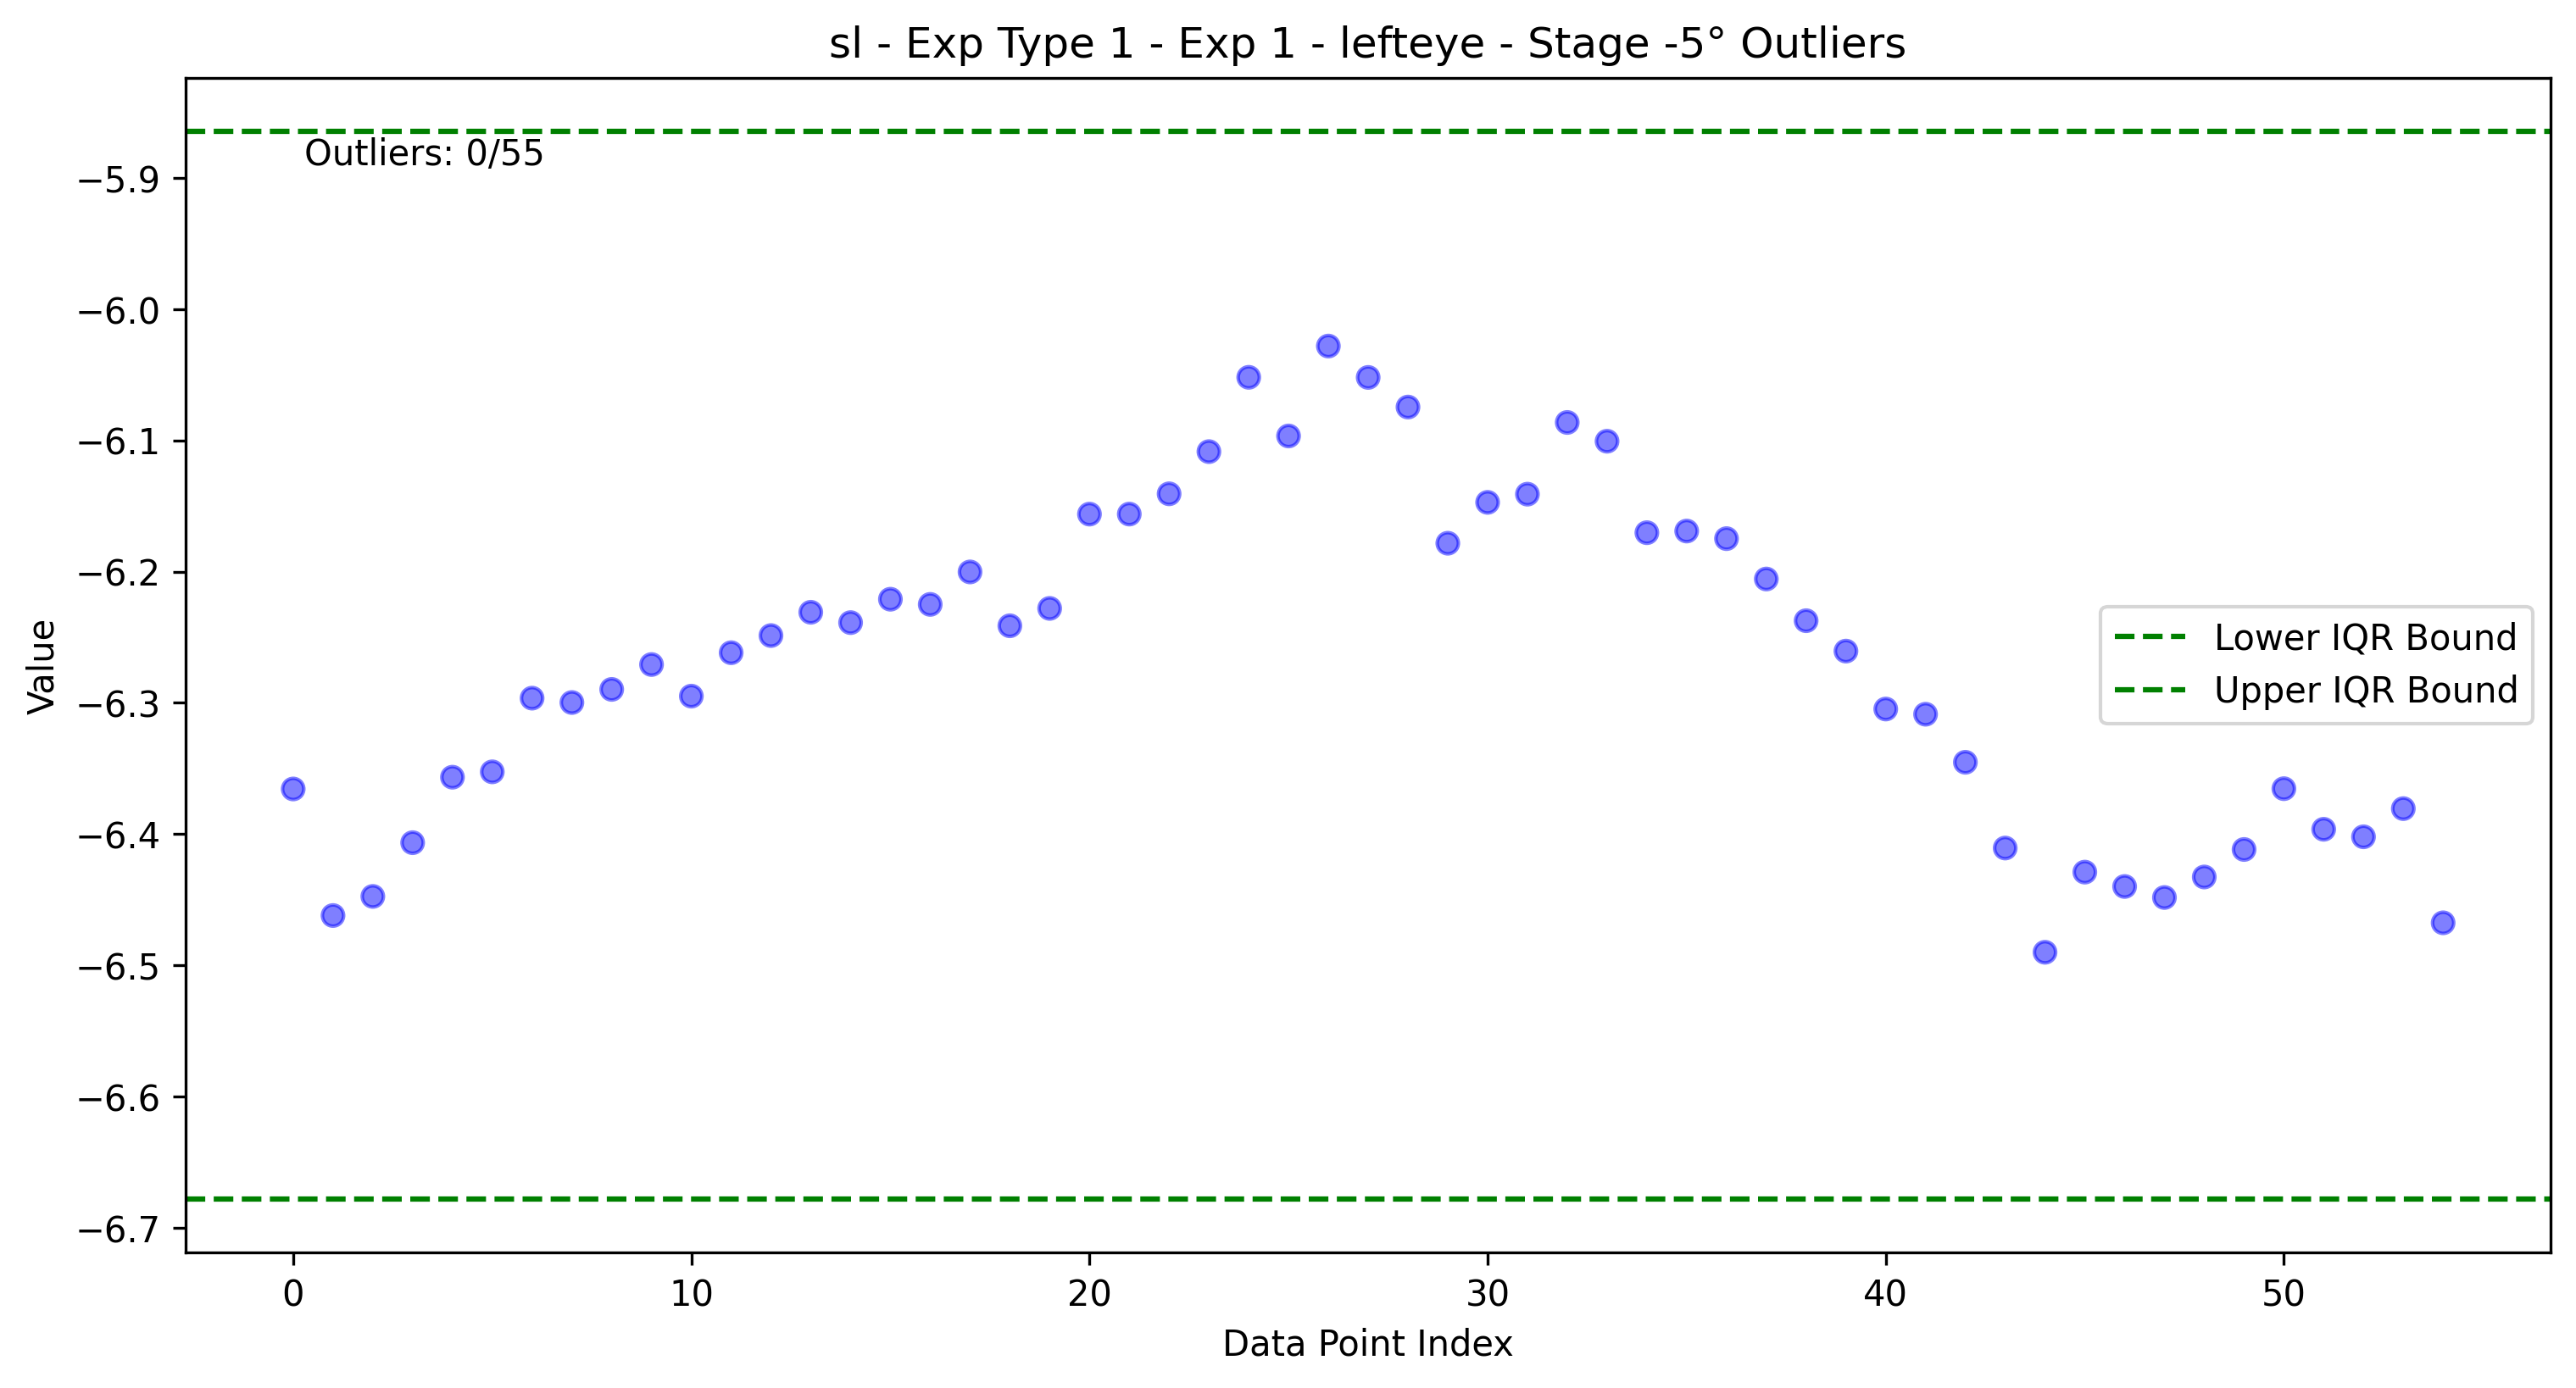 sl - Exp Type 1 - Exp 1 - lefteye - Stage -5° Outliers
Outliers: 0/55
−5.9
−6.0
−6.1
−6.2
−6.3
−6.4
−6.5
−6.6
−6.7
Value
Lower IQR Bound
Upper IQR Bound
0 10 20 30 40 50
Data Point Index